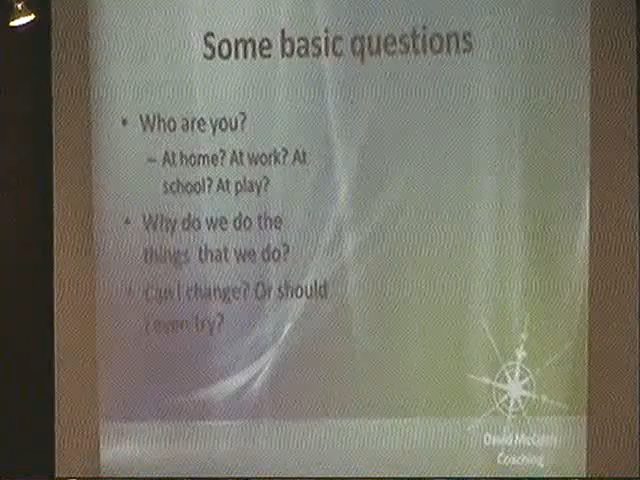 Some basic questions
• Who are you?
– At home? At work? At
school? At play?
• Why do we do the
things that we do?
• Can I change? Or should
I even try?
David
Coaching